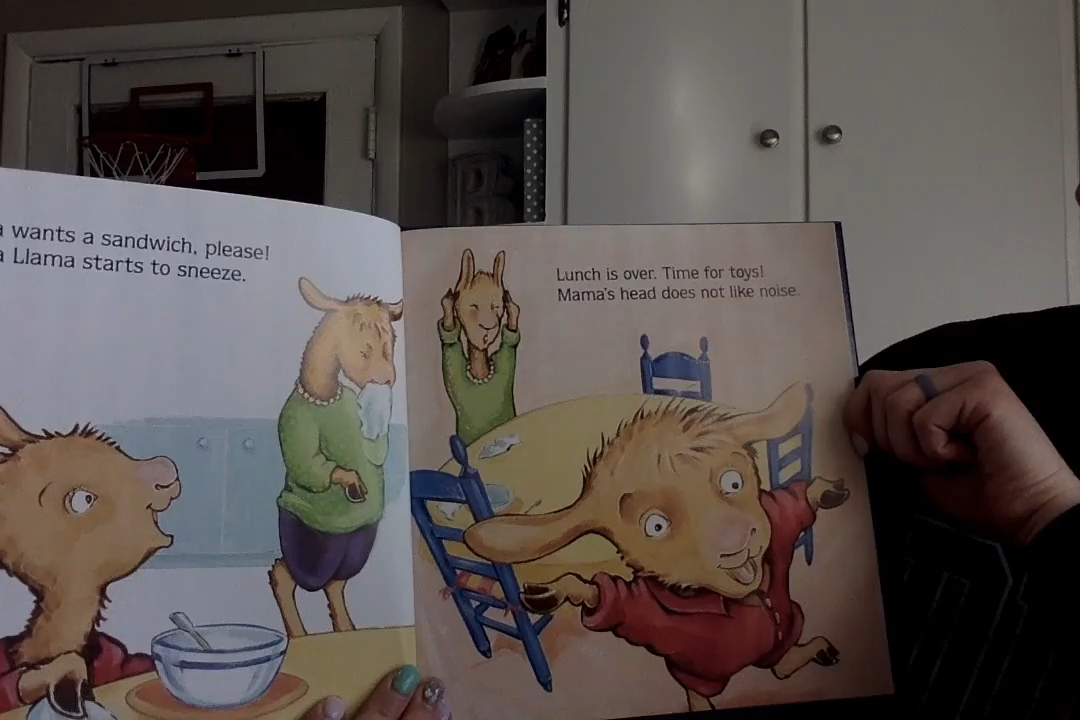 wants a sandwich, please!
Llama starts to sneeze.
Lunch is over. Time for toys!
Mama's head does not like noise.